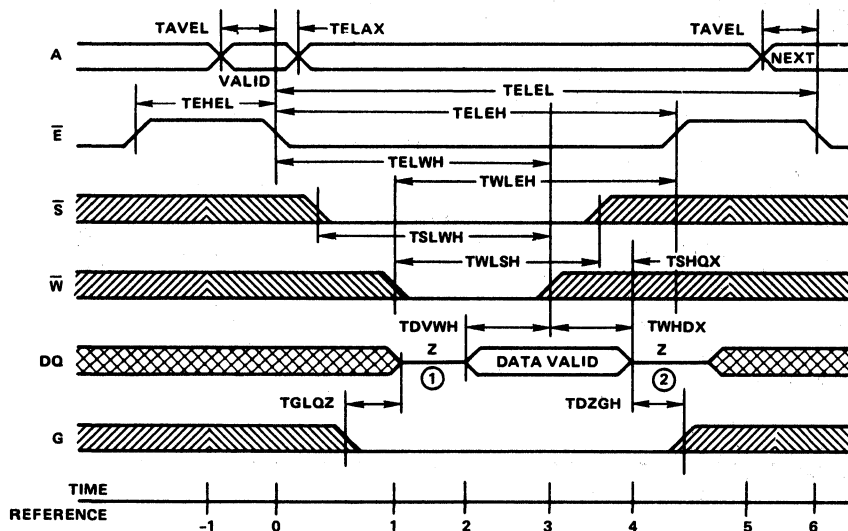 TAVEL TELAX TAVEL
A
VALID NEXT
TELEL
TEHEL TELEH
E
TELWH
TWLEH
S
TSLWH
TWLSH TSHQX
W
TDVWH TWHDX
Z Z
DQ DATA VALID
1 2
TGLQZ TDZGH
G
TIME
REFERENCE
-1 0 1 2 3 4 5 6